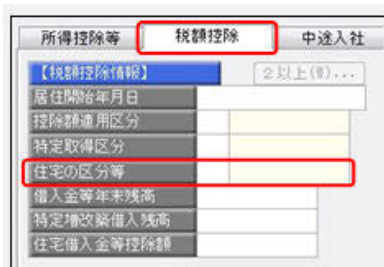 所得控除等 税額控除 中途入社
【税額控除情報】 2以上(W)...
居住開始年月日
控除額適用区分
特定取得区分
住宅の区分等
借入金等年末残高
特定増改築借入残高
住宅借入金等控除額